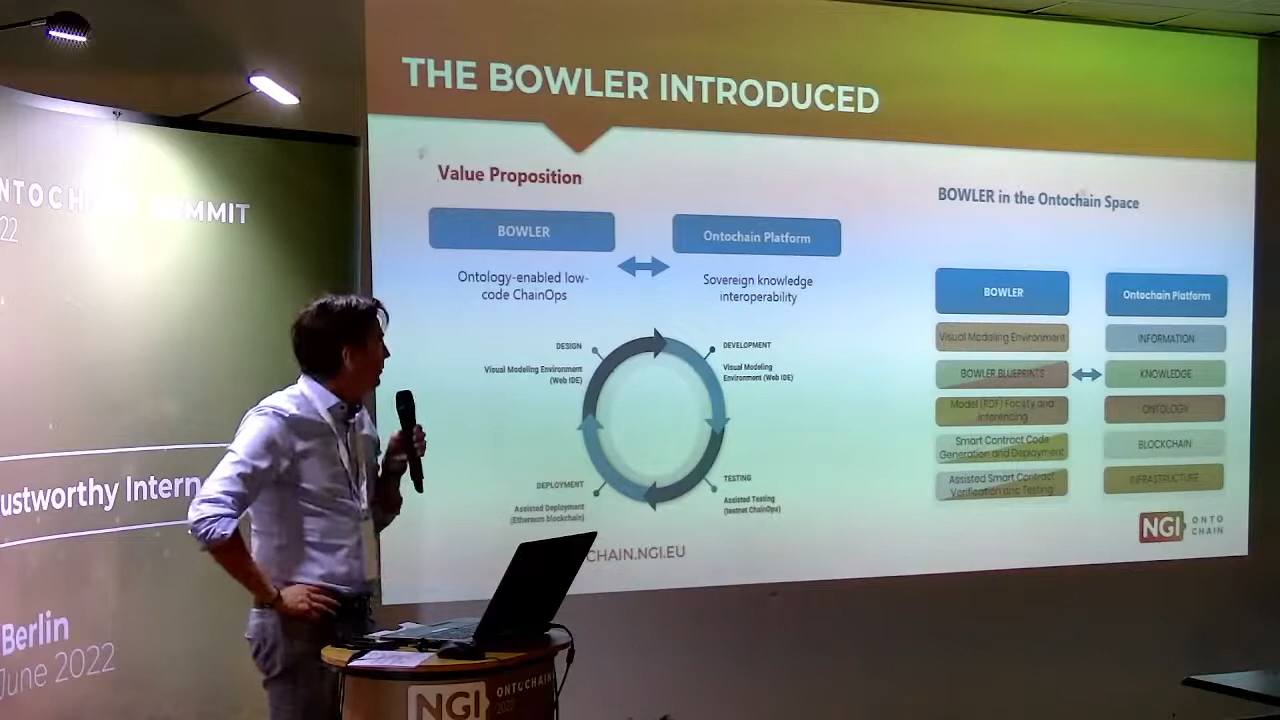 THE BOWLER INTRODUCED
Value Proposition
BOWLER
Ontochain Platform
Ontology-enabled low-
code ChainOps
Sovereign knowledge
interoperability
DESIGN
Visual Modeling Environment
(Web IDE)
DEVELOPMENT
Visual Modeling
Environment (Web IDE)
DEPLOYMENT
Assisted Deployment
(Ethereum blockchain)
TESTING
Assisted Testing
(testnet ChainOps)
BOWLER in the Ontochain Space
BOWLER
Ontochain Platform
Visual Modeling Environment
INFORMATION
BOWLER BLUEPRINTS
KNOWLEDGE
Model (RDF) Facety and
Inferencing
ONTOLOGY
Smart Contract Code
Generation and Deployment
BLOCKCHAIN
Assisted Smart Contract
Verification and Testing
INFRASTRUCTURE
CHAIN.NGI.EU
NGI ONTO
CHAIN
SUMMIT
22
ustworthy Intern
Berlin
June 2022
NGI ONTOCHAIN
2022